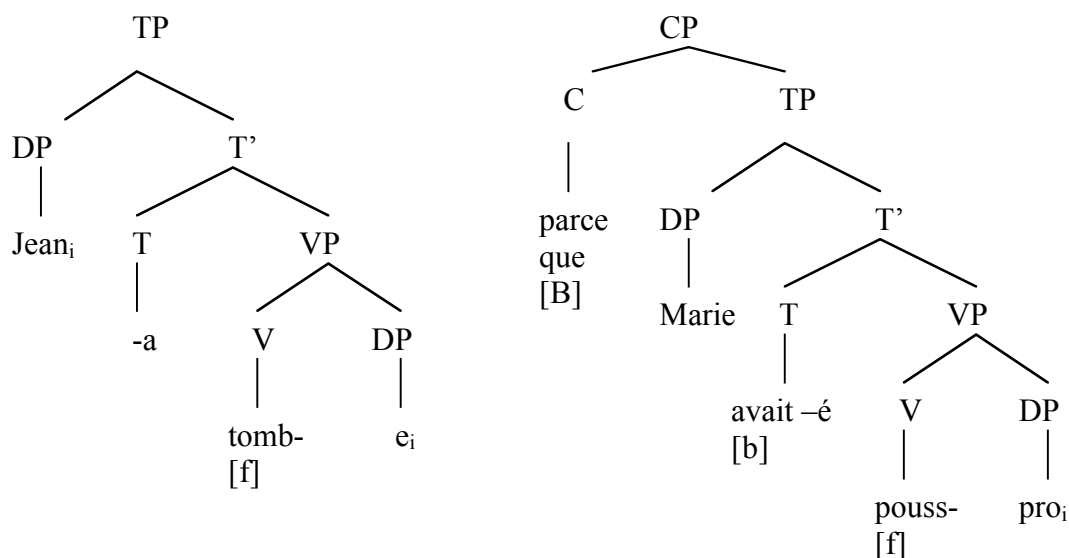 TP
CP
C TP
DP T’
Jeanᵢ T VP
parce
que
[B]
DP T’
-a V DP
Marie T VP
tomb-
[f]
eᵢ
avait –é
[b]
V DP
pouss-
[f]
proᵢ